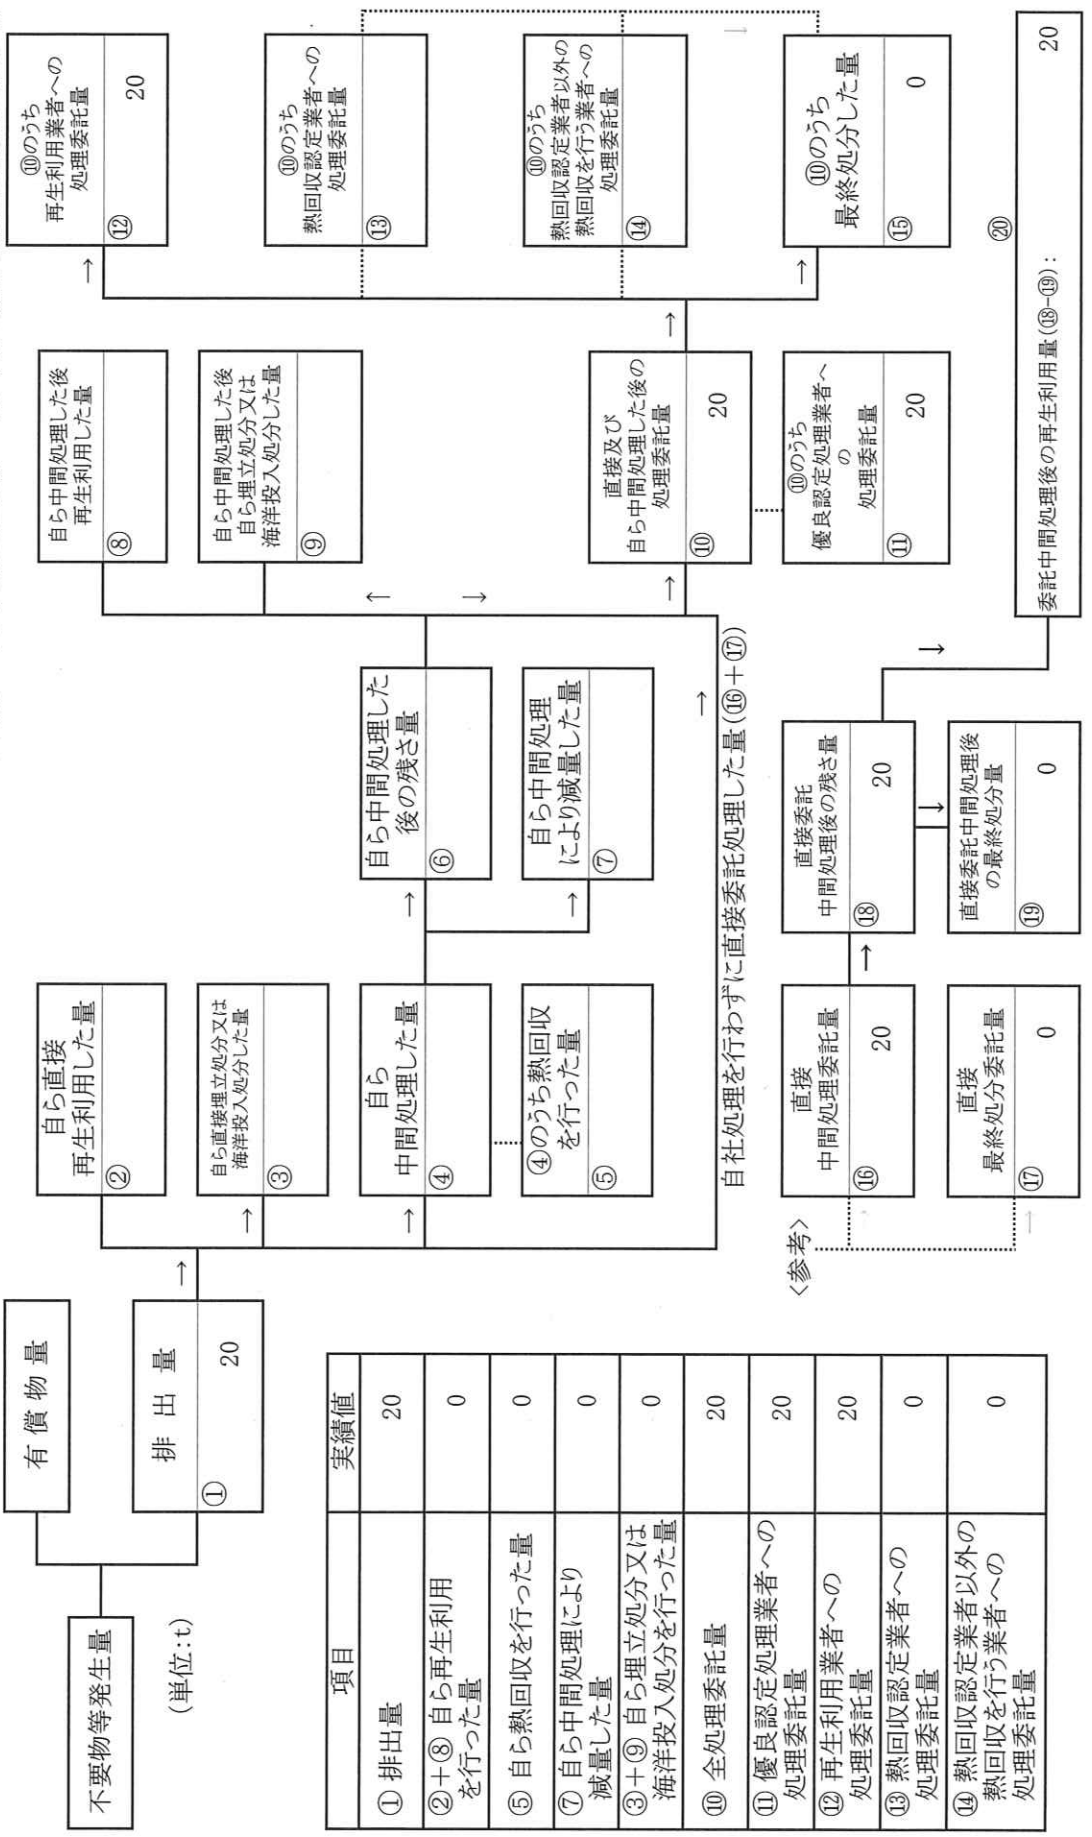 不要物等発生量
(単位:t)
有償物量
排出量
① 20
自ら直接
再生利用した量
②
自ら直接埋立処分又は
海洋投入処分した量
③
自ら
中間処理した量
④
④のうち熱回収
を行った量
⑤
自ら中間処理した
後の残さ量
⑥
自ら中間処理
により減量した量
⑦
自ら中間処理した後
再生利用した量
⑧
自ら中間処理した後
自ら埋立処分又は
海洋投入処分した量
⑨
直接及び
自ら中間処理した後の
処理委託量
⑩ 20
⑩のうち
優良認定処理業者へ
の
処理委託量
⑪ 20
⑩のうち
再生利用業者への
処理委託量
⑫ 20
⑩のうち
熱回収認定業者への
処理委託量
⑬
⑩のうち
熱回収認定業者以外の
熱回収を行う業者への
処理委託量
⑭
⑩のうち
最終処分した量
⑮ 0
自社処理を行わずに直接委託処理した量(⑯+⑰)
<参考>
直接
中間処理委託量
⑯ 20
直接
最終処分委託量
⑰ 0
直接委託
中間処理後の残さ量
⑱ 20
直接委託中間処理後
の最終処分量
⑲ 0
⑳
委託中間処理後の再生利用量(⑱-⑲): 20
項目 実績値
① 排出量 20
②+⑧ 自ら再生利用
を行った量 0
⑤ 自ら熱回収を行った量 0
⑦ 自ら中間処理により
減量した量 0
③+⑨ 自ら埋立処分又は
海洋投入処分を行った量 0
⑩ 全処理委託量 20
⑪ 優良認定処理業者への
処理委託量 20
⑫ 再生利用業者への
処理委託量 20
⑬ 熱回収認定業者への
処理委託量 0
⑭ 熱回収認定業者以外の
熱回収を行う業者への
処理委託量 0